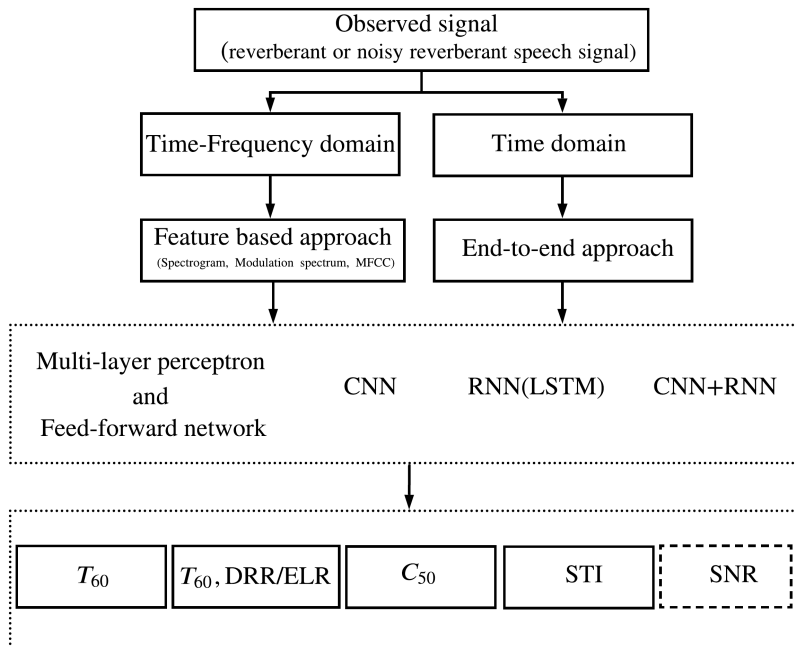 Observed signal
(reverberant or noisy reverberant speech signal)
Time-Frequency domain
Time domain
Feature based approach
(Spectrogram, Modulation spectrum, MFCC)
End-to-end approach
Multi-layer perceptron
and
Feed-forward network
CNN
RNN(LSTM)
CNN+RNN
T60
T60, DRR/ELR
C50
STI
SNR